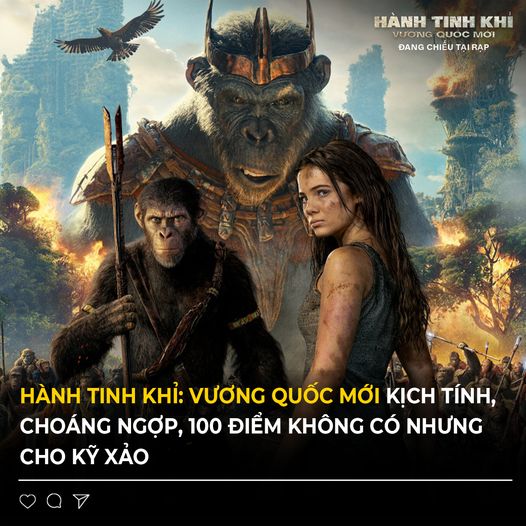 HÀNH TINH KHỈ
VƯƠNG QUỐC MỚI
ĐANG CHIẾU TẠI RẠP
HÀNH TINH KHỈ: VƯƠNG QUỐC MỚI KỊCH TÍNH,
CHOÁNG NGỢP, 100 ĐIỂM KHÔNG CÓ NHƯNG
CHO KỸ XẢO